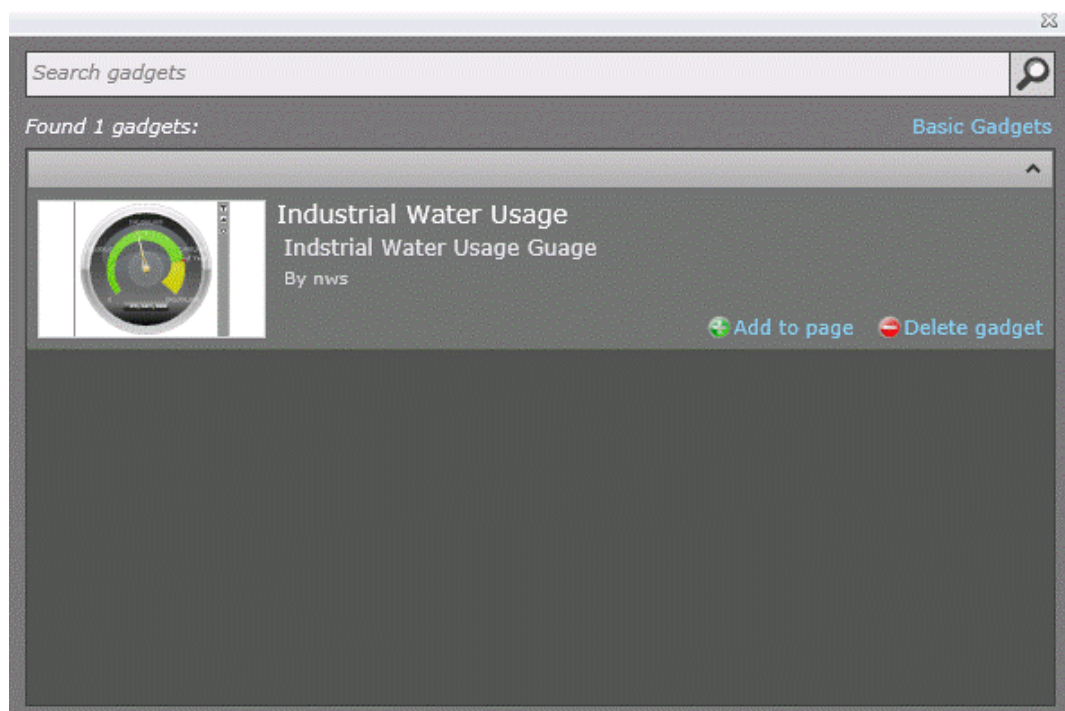 Search gadgets
Found 1 gadgets:
Basic Gadgets
Industrial Water Usage
Indstrial Water Usage Guage
By nws
Add to page
Delete gadget